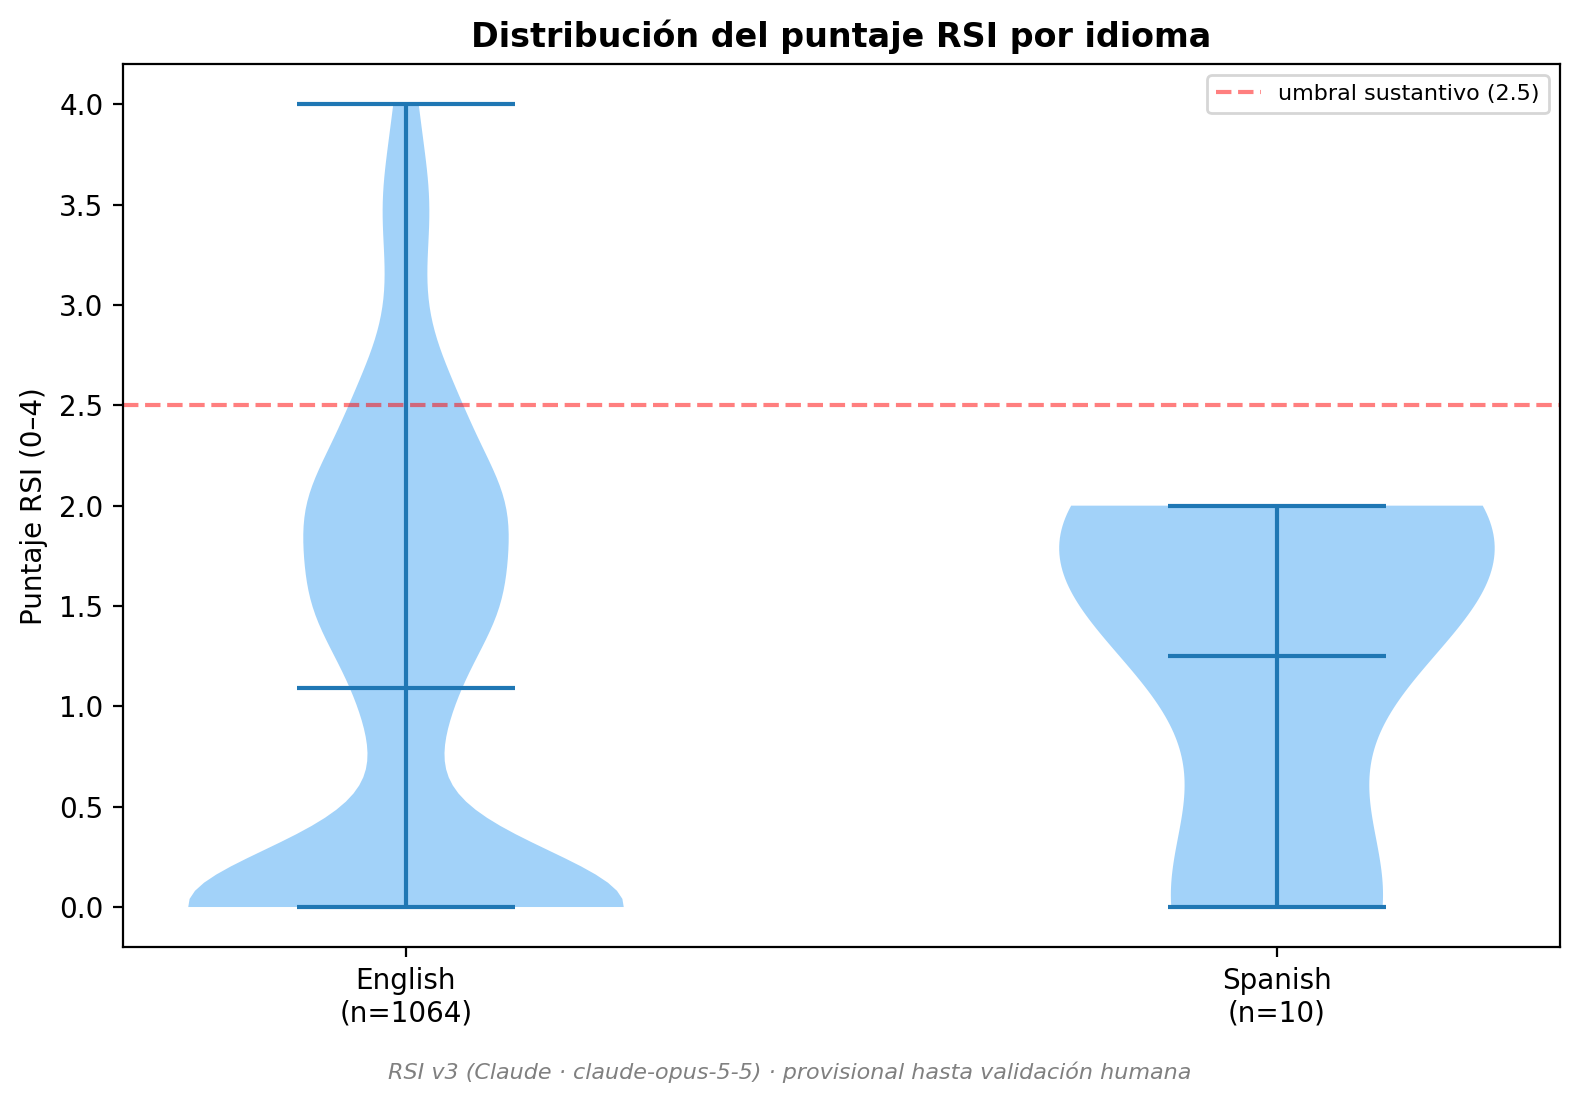 Distribución del puntaje RSI por idioma
umbral sustantivo (2.5)
Puntaje RSI (0–4)
4.0
3.5
3.0
2.5
2.0
1.5
1.0
0.5
0.0
English
(n=1064)
Spanish
(n=10)
RSI v3 (Claude · claude-opus-5-5) · provisional hasta validación humana